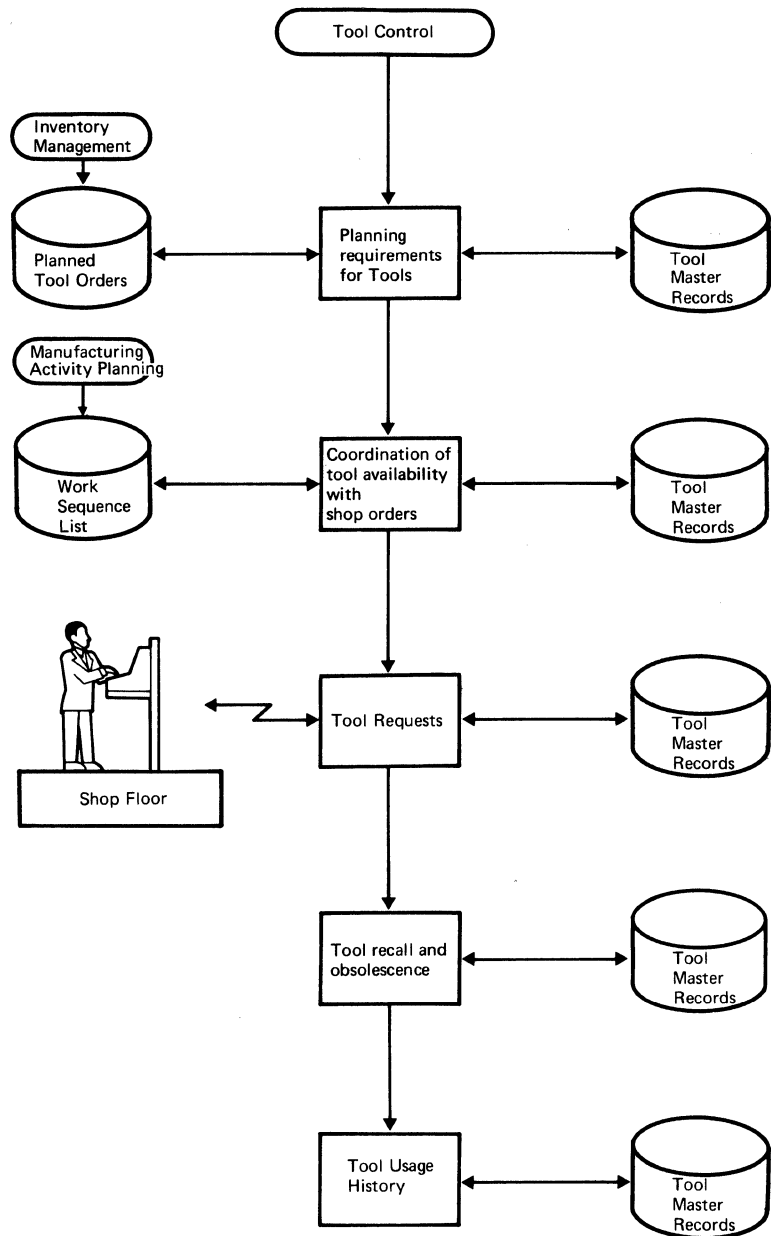 Tool Control
Inventory
Management
Planned
Tool Orders
Planning
requirements
for Tools
Tool
Master
Records
Manufacturing
Activity Planning
Work
Sequence
List
Coordination of
tool availability
with
shop orders
Tool
Master
Records
Shop Floor
Tool Requests
Tool
Master
Records
Tool recall and
obsolescence
Tool
Master
Records
Tool Usage
History
Tool
Master
Records